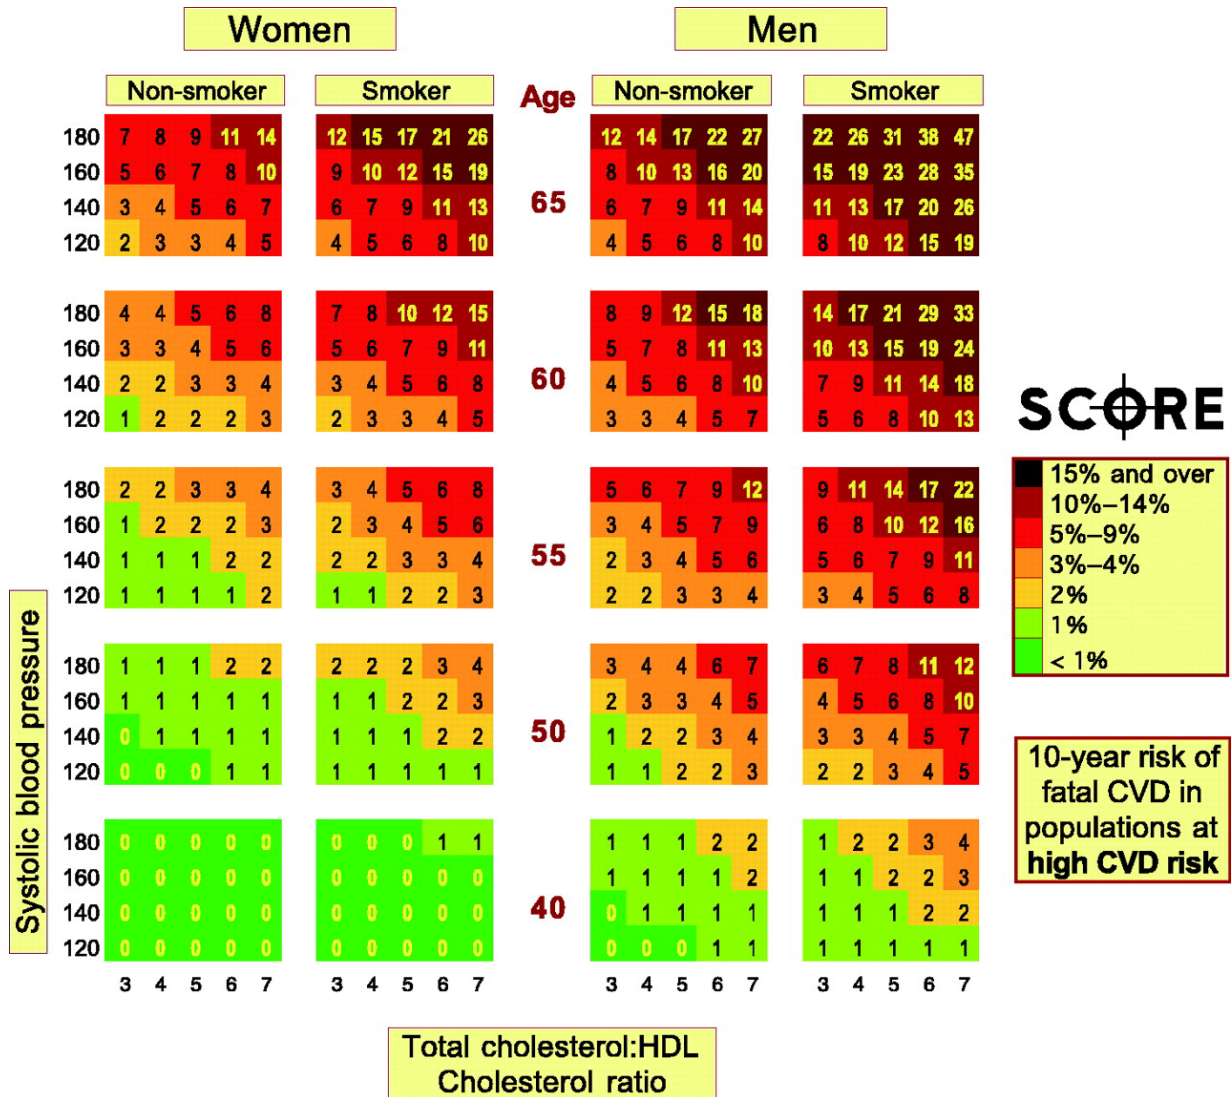 Women Men
Non-smoker Smoker Age Non-smoker Smoker
180 7 8 9 11 14 12 15 17 21 26 12 14 17 22 27 22 26 31 38 47
160 5 6 7 8 10 9 10 12 15 19 8 10 13 16 20 15 19 23 28 35
65
140 3 4 5 6 7 6 7 9 11 13 6 7 9 11 14 11 13 17 20 26
120 2 3 3 4 5 4 5 6 8 10 4 5 6 8 10 8 10 12 15 19
180 4 4 5 6 8 7 8 10 12 15 8 9 12 15 18 14 17 21 29 33
160 3 3 4 5 6 5 6 7 9 11 5 7 8 11 13 10 13 15 19 24
60
140 2 2 3 3 4 3 4 5 6 8 4 5 6 8 10 7 9 11 14 18
120 1 2 2 2 3 2 3 3 4 5 3 3 4 5 7 5 6 8 10 13
180 2 2 3 3 4 3 4 5 6 8 5 6 7 9 12 9 11 14 17 22
160 1 2 2 2 3 2 3 4 5 6 3 4 5 7 9 6 8 10 12 16
55
140 1 1 1 2 2 2 2 3 3 4 2 3 4 5 6 5 6 7 9 11
120 1 1 1 1 2 1 1 2 2 3 2 2 3 3 4 3 4 5 6 8
180 1 1 1 2 2 2 2 2 3 4 3 4 4 6 7 6 7 8 11 12
160 1 1 1 1 1 1 1 2 2 3 2 3 3 4 5 4 5 6 8 10
50
140 0 1 1 1 1 1 1 1 2 2 1 2 2 3 4 3 3 4 5 7
120 0 0 0 1 1 1 1 1 1 1 1 1 2 2 3 2 2 3 4 5
180 0 0 0 0 0 0 0 0 1 1 1 1 1 2 2 1 2 2 3 4
160 0 0 0 0 0 0 0 0 0 0 1 1 1 1 2 1 1 2 2 3
40
140 0 0 0 0 0 0 0 0 0 0 0 1 1 1 1 1 1 1 2 2
120 0 0 0 0 0 0 0 0 0 0 0 0 0 1 1 1 1 1 1 1
3 4 5 6 7 3 4 5 6 7 3 4 5 6 7 3 4 5 6 7
Systolic blood pressure
Total cholesterol:HDL
Cholesterol ratio
SCORE
15% and over
10%–14%
5%–9%
3%–4%
2%
1%
< 1%
10-year risk of
fatal CVD in
populations at
high CVD risk